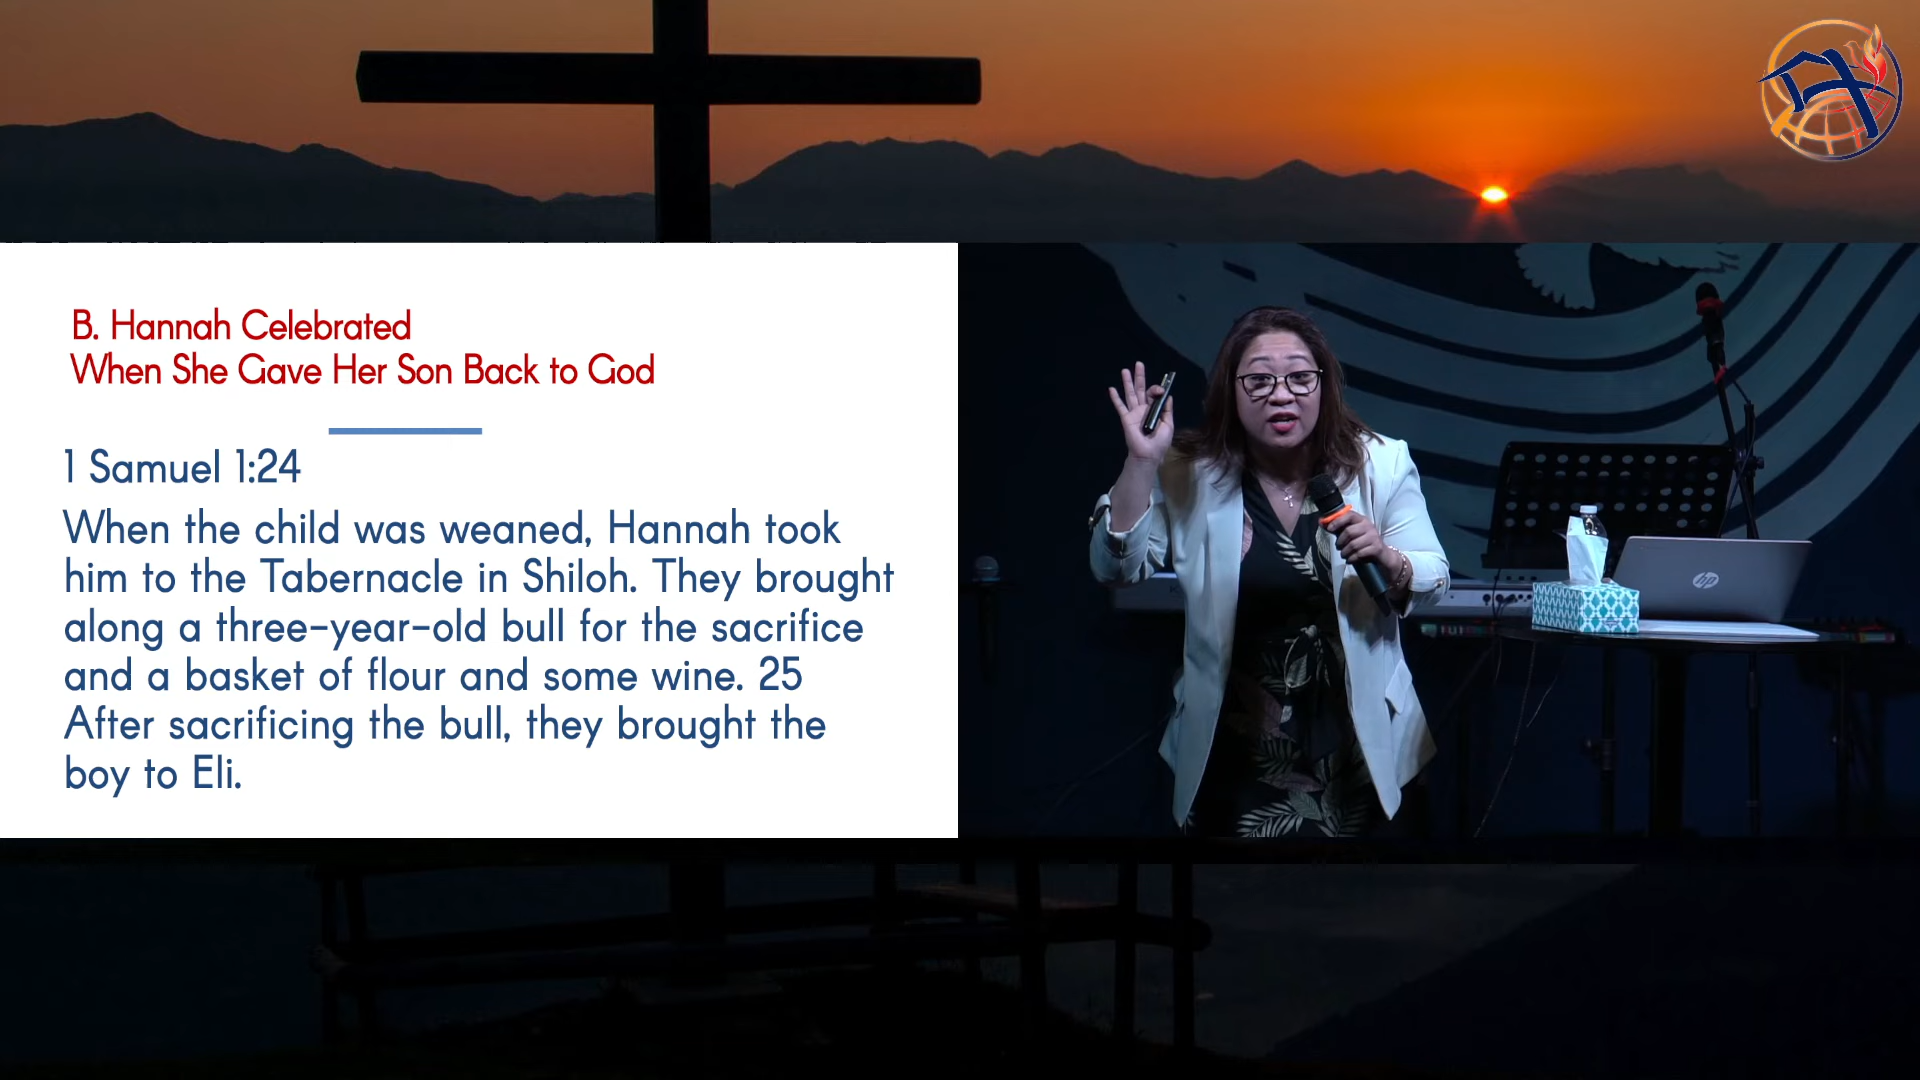 B. Hannah Celebrated
When She Gave Her Son Back to God
1 Samuel 1:24
When the child was weaned, Hannah took
him to the Tabernacle in Shiloh. They brought
along a three-year-old bull for the sacrifice
and a basket of flour and some wine. 25
After sacrificing the bull, they brought the
boy to Eli.
hp